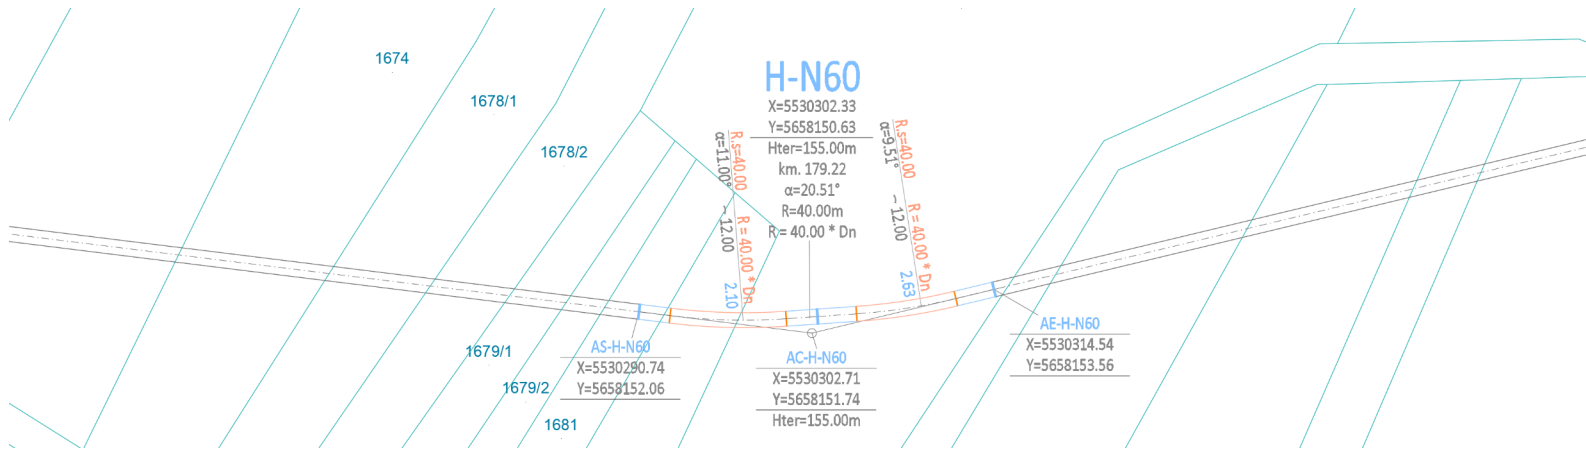 1674
1678/1
1678/2
H-N60
X=5530302.33
Y=5658150.63
Hter=155.00m
km. 179.22
α=20.51°
R=40.00m
R = 40.00 * Dn
R.s=40.00
α=11.00°
R = 40.00 * Dn
~ 12.00
2.10
R.s=40.00
α=9.51°
R = 40.00 * Dn
~ 12.00
2.63
AS-H-N60
X=5530290.74
Y=5658152.06
AC-H-N60
X=5530302.71
Y=5658151.74
Hter=155.00m
AE-H-N60
X=5530314.54
Y=5658153.56
1679/1
1679/2
1681